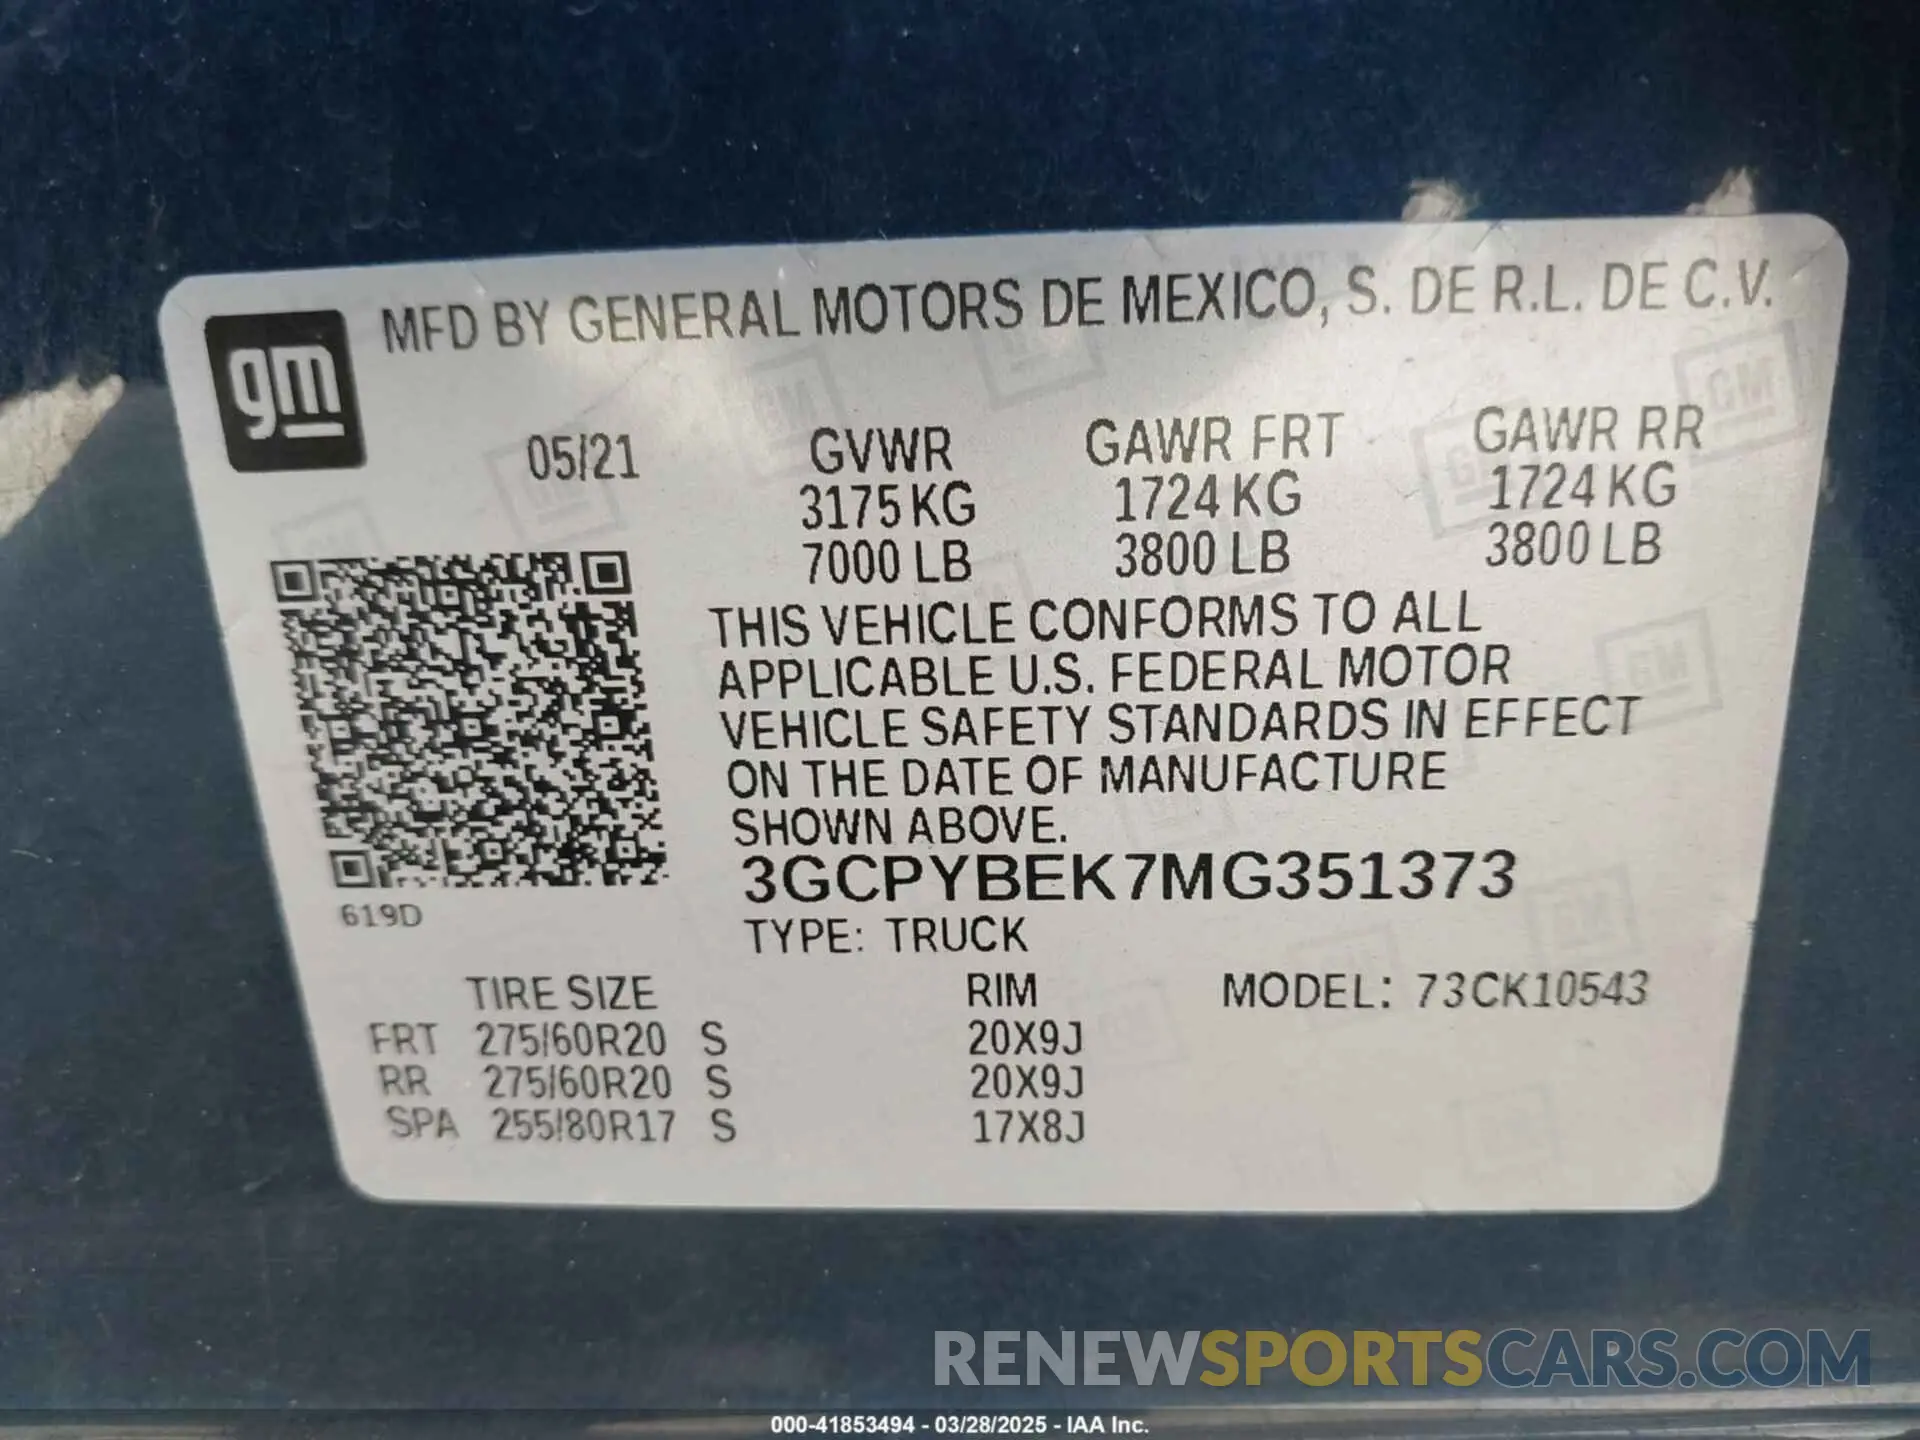 gm
MFD BY GENERAL MOTORS DE MEXICO, S. DE R.L. DE C.V.
05/21
GVWR GAWR FRT GAWR RR
3175 KG 1724 KG 1724 KG
7000 LB 3800 LB 3800 LB
THIS VEHICLE CONFORMS TO ALL
APPLICABLE U.S. FEDERAL MOTOR
VEHICLE SAFETY STANDARDS IN EFFECT
ON THE DATE OF MANUFACTURE
SHOWN ABOVE.
3GCPYBEK7MG351373
619D
TYPE: TRUCK
TIRE SIZE RIM MODEL: 73CK10543
FRT 275/60R20 S 20X9J
RR 275/60R20 S 20X9J
SPA 255/80R17 S 17X8J
RENEWSPORTSCARS.COM
000-41853494 - 03/28/2025 - IAA Inc.